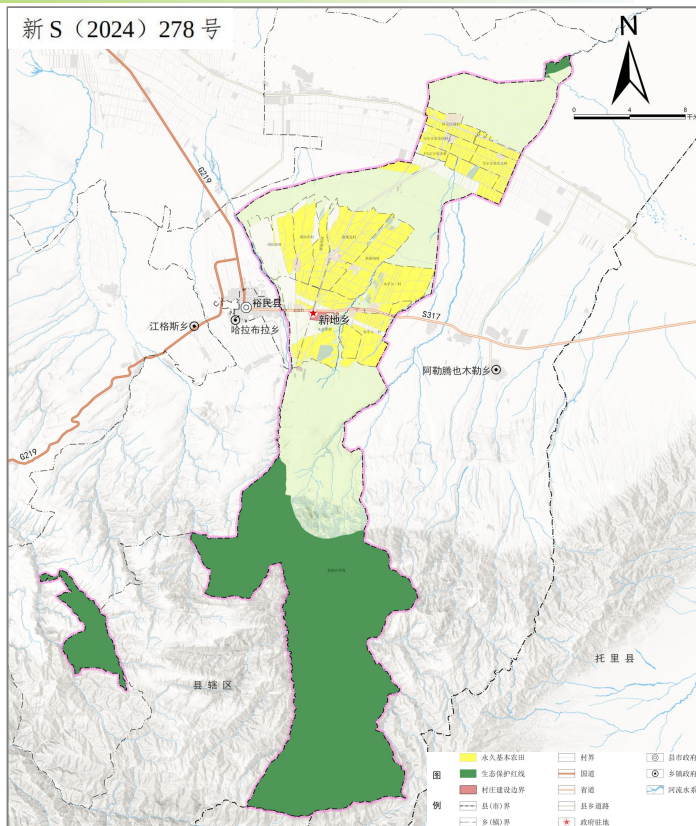 新 S（2024）278 号
N
0 4 8
千米
G219
裕民县
哈拉布拉乡
江格斯乡
新地乡
S317
阿勒腾也木勒乡
G219
托里县
县辖区
图例
永久基本农田
村界
县市政府
生态保护红线
国道
乡镇政府
村庄建设边界
省道
河流水系
县(市)界
县乡道路
乡(镇)界
政府驻地